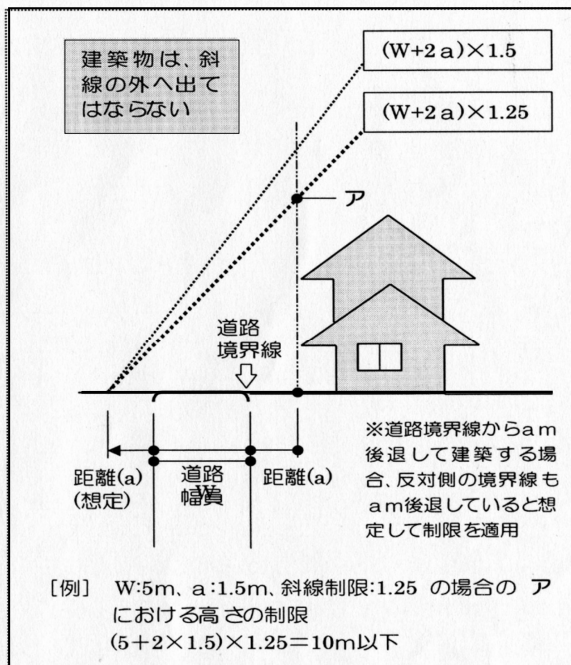 建築物は、斜
線の外へ出て
はならない
(W+2a)×1.5
(W+2a)×1.25
ア
道路
境界線
距離(a)
(想定)
道路
幅員
W
距離(a)
※道路境界線からam
後退して建築する場
合、反対側の境界線も
am後退していると想
定して制限を適用
[例] W:5m、a:1.5m、斜線制限:1.25 の場合の ア
における高さの制限
(5+2×1.5)×1.25=10m以下